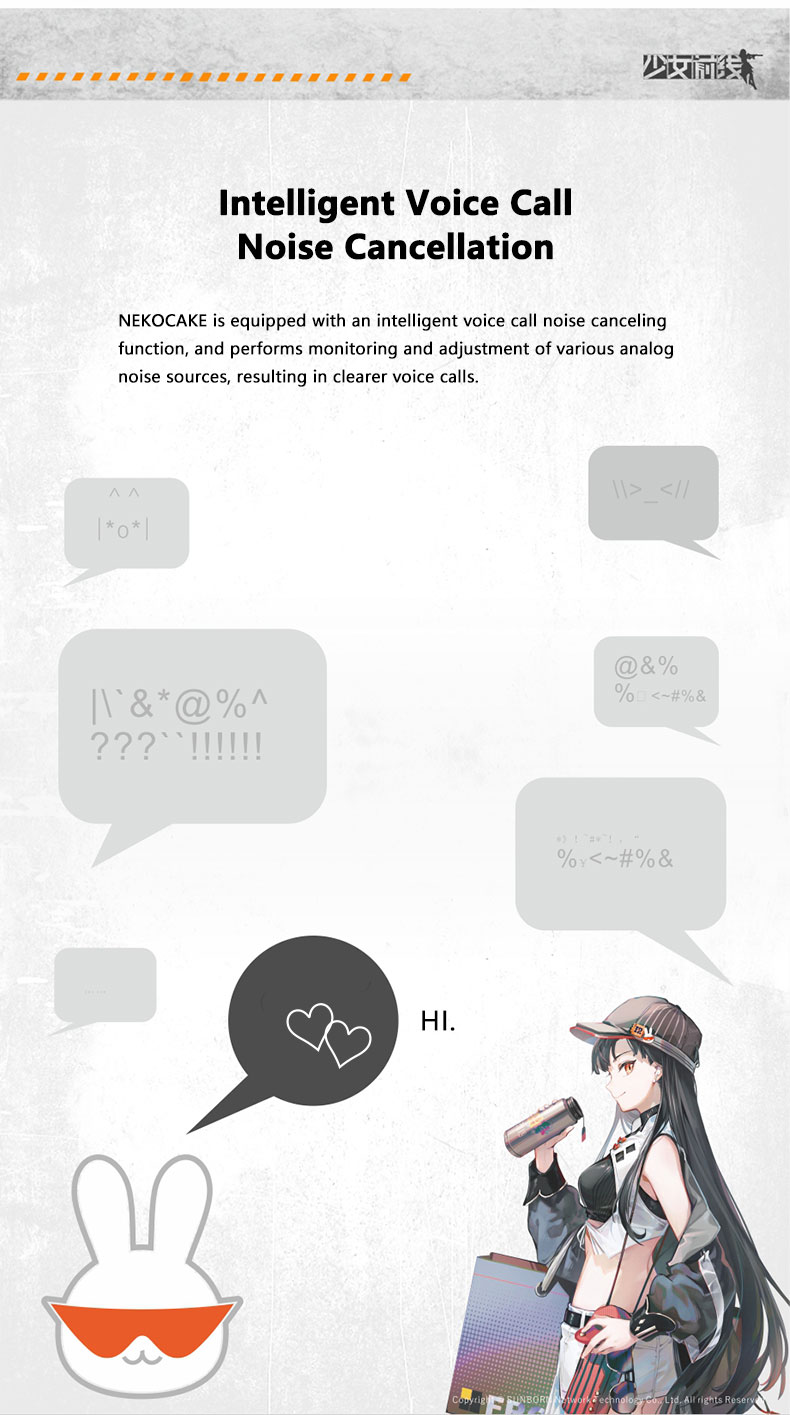 少女前线
Intelligent Voice Call
Noise Cancellation
NEKOCAKE is equipped with an intelligent voice call noise canceling
function, and performs monitoring and adjustment of various analog
noise sources, resulting in clearer voice calls.
^ ^
|*o*|
\\>_<//
|\`&*@%^
???``!!!!!!
@&%
%□<~#%&
%¥<~#%&
HI.
Copyright © SUNBORN Network Technology Co., Ltd. All rights Reserved